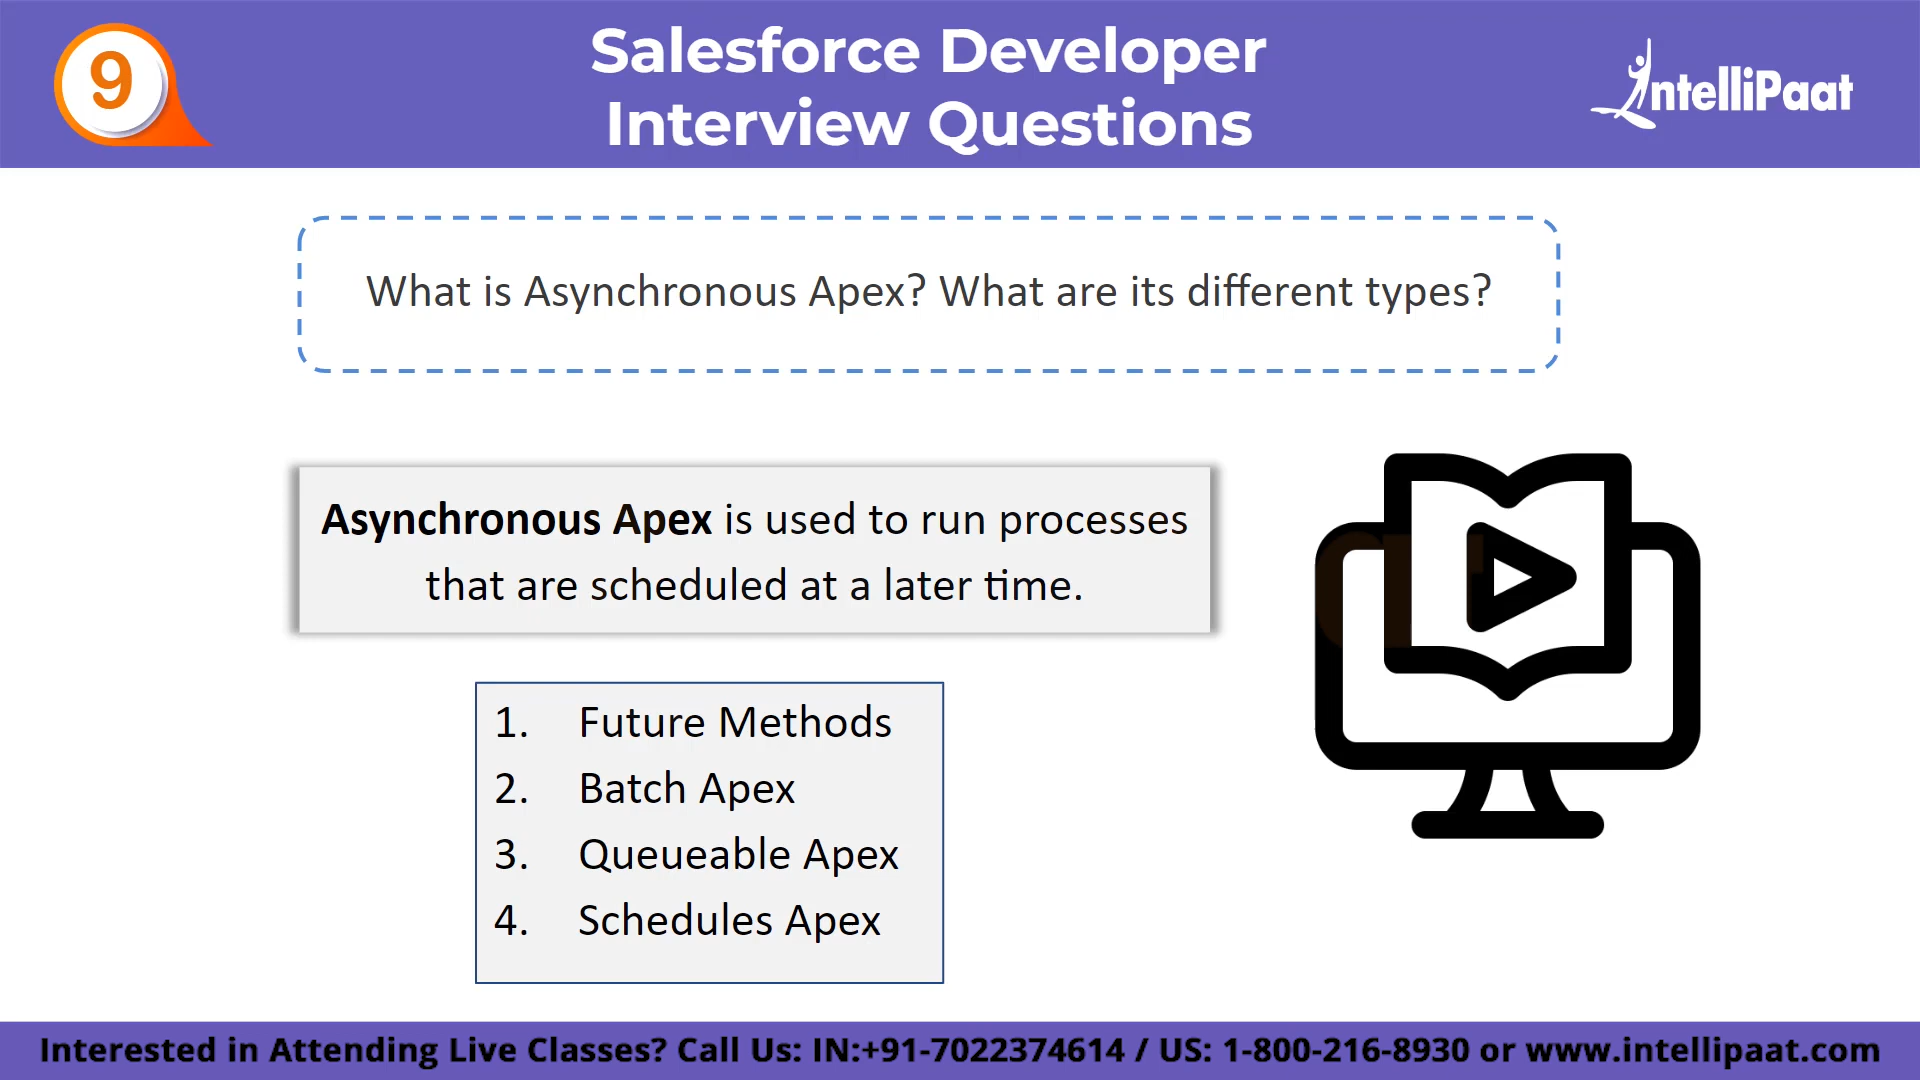 9
Salesforce Developer
Interview Questions
IntelliPaat
What is Asynchronous Apex? What are its different types?
Asynchronous Apex is used to run processes
that are scheduled at a later time.
1. Future Methods
2. Batch Apex
3. Queueable Apex
4. Schedules Apex
Interested in Attending Live Classes? Call Us: IN:+91-7022374614 / US: 1-800-216-8930 or www.intellipaat.com